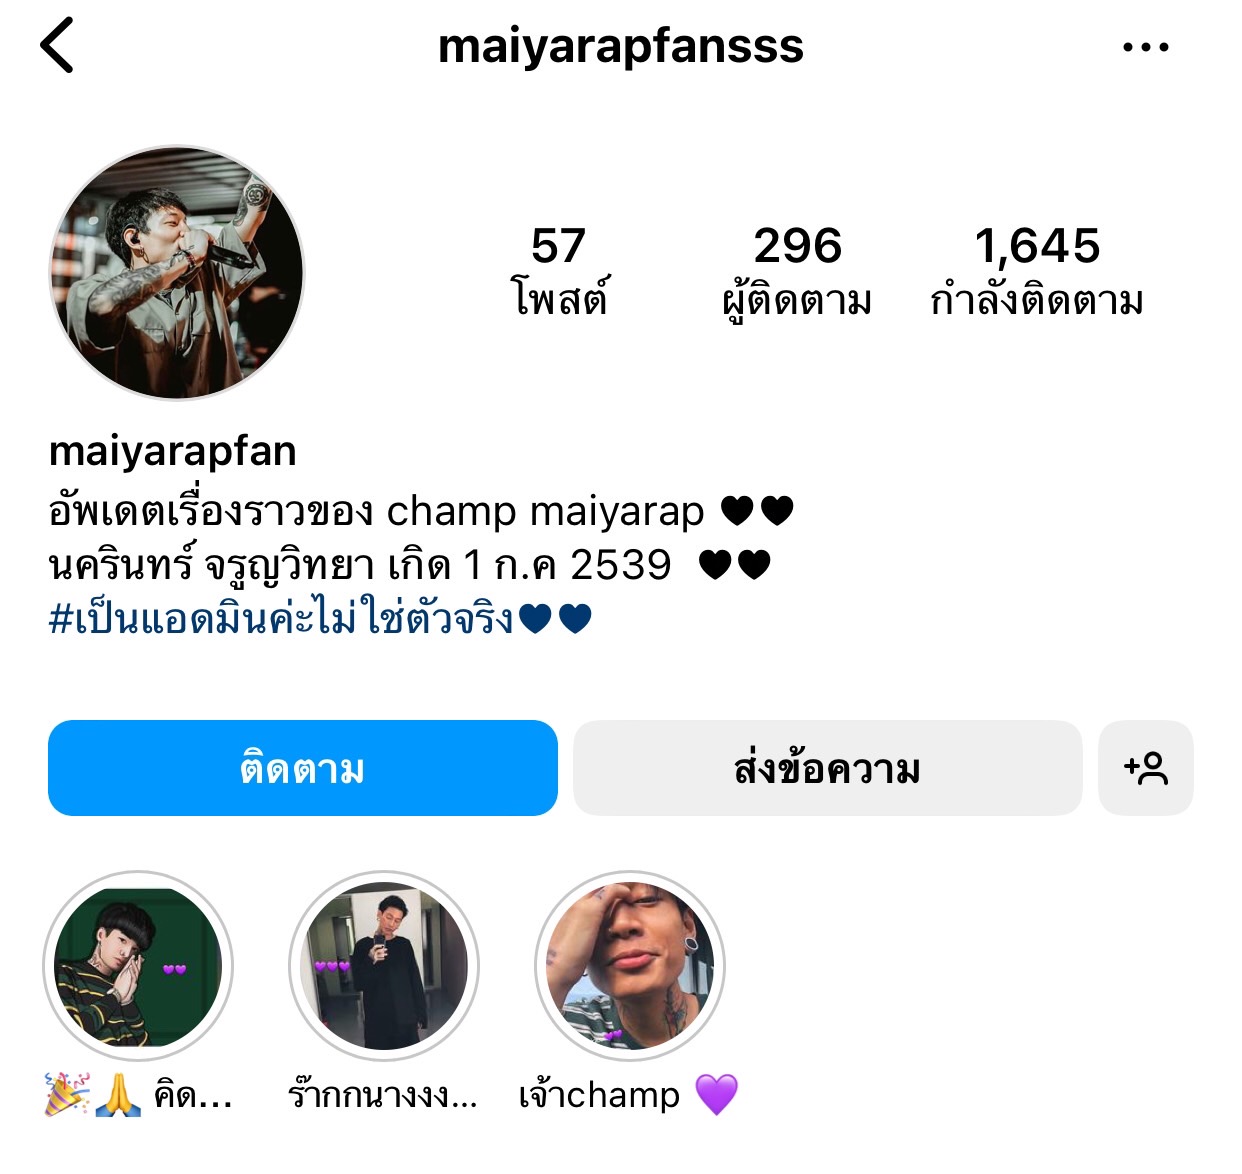 maiyarapfansss
57 296 1,645
โพสต์ ผู้ติดตาม กำลังติดตาม
maiyarapfan
อัพเดตเรื่องราวของ champ maiyarap 🖤🖤
นครินทร์ จรูญวิทยา เกิด 1 ก.ค 2539 🖤🖤
#เป็นแอดมินค่ะไม่ใช่ตัวจริง🖤🖤
ติดตาม ส่งข้อความ
🎉🙏 คิด... ร๊ากกนางงง... เจ้าchamp 💜